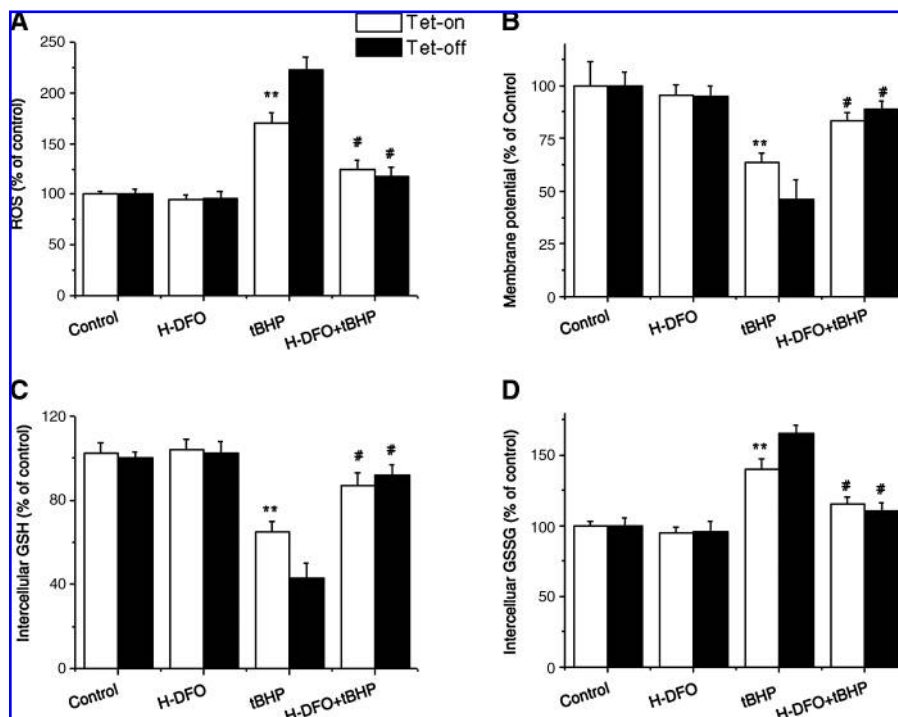 A
Tet-on
Tet-off
ROS (% of control)
250
200
150
100
50
0
**
#
#
Control
H-DFO
tBHP
H-DFO+tBHP
B
Membrane potential (% of Control)
100
75
50
25
0
**
#
#
Control
H-DFO
tBHP
H-DFO+tBHP
C
Intercellular GSH (% of control)
120
80
40
0
**
#
#
Control
H-DFO
tBHP
H-DFO+tBHP
D
Intercelluar GSSG (% of control)
150
100
50
0
**
#
#
Control
H-DFO
tBHP
H-DFO+tBHP